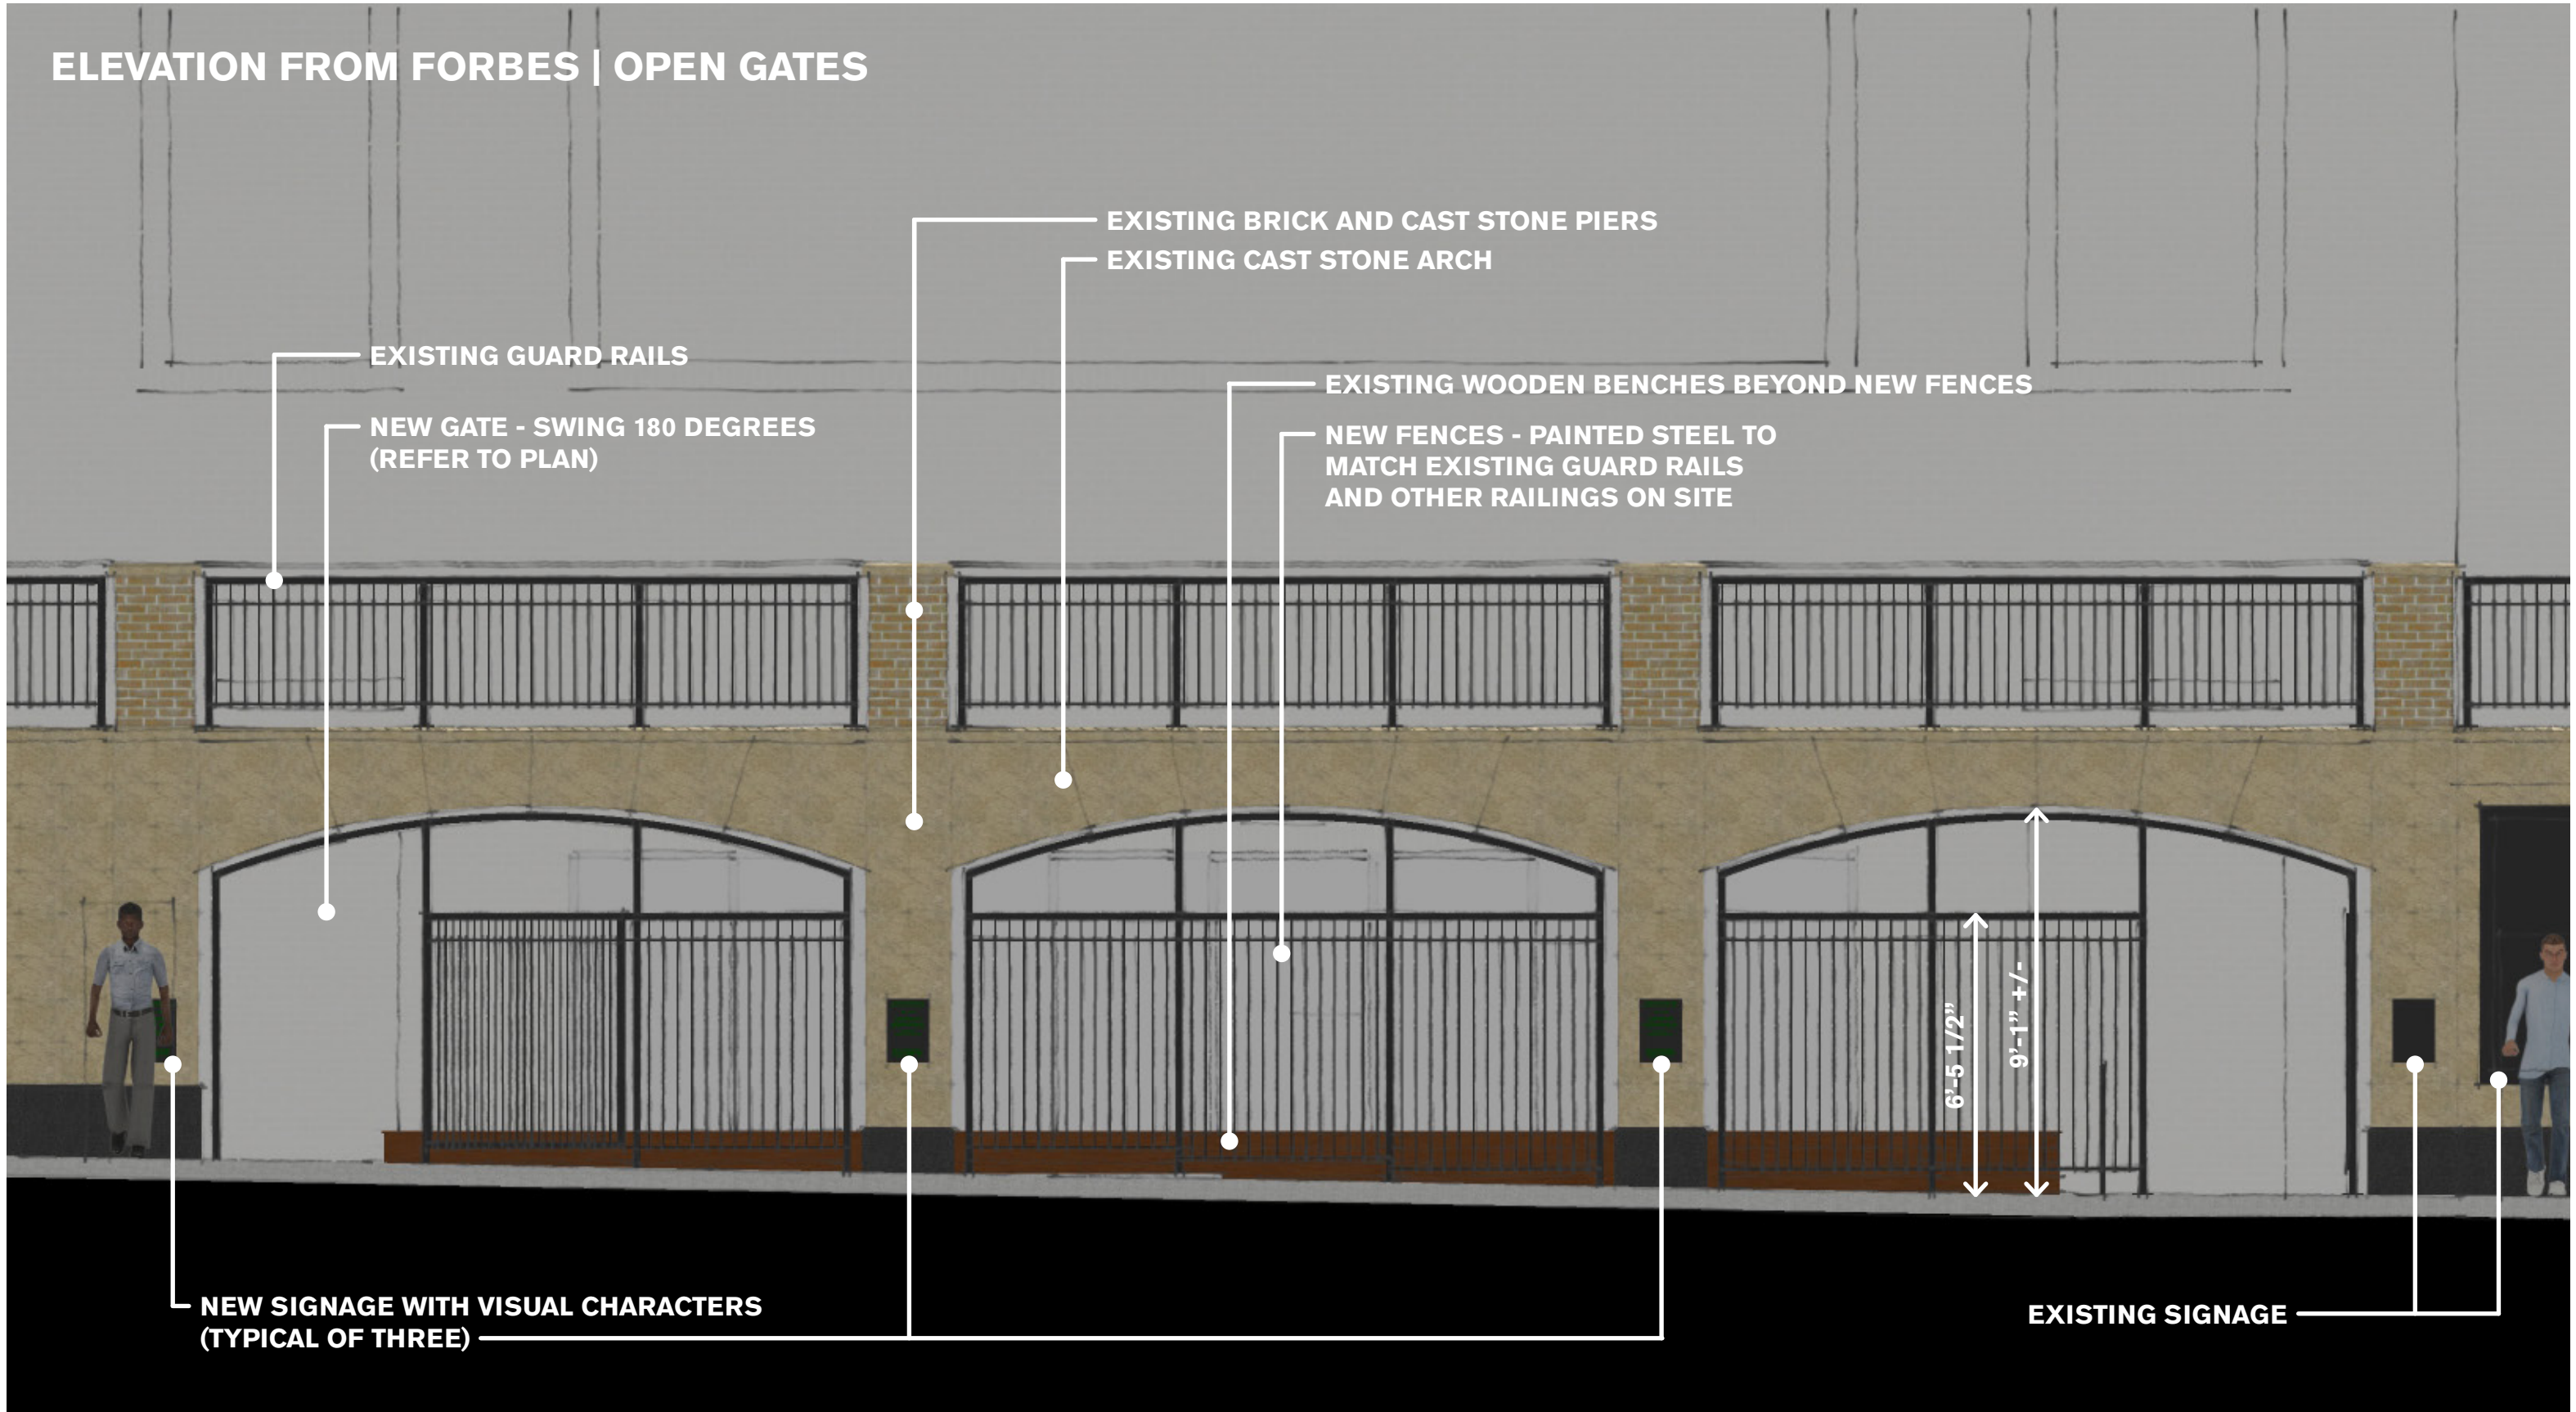 ELEVATION FROM FORBES | OPEN GATES
EXISTING BRICK AND CAST STONE PIERS
EXISTING CAST STONE ARCH
EXISTING GUARD RAILS
EXISTING WOODEN BENCHES BEYOND NEW FENCES
NEW GATE - SWING 180 DEGREES
(REFER TO PLAN)
NEW FENCES - PAINTED STEEL TO
MATCH EXISTING GUARD RAILS
AND OTHER RAILINGS ON SITE
6'-5 1/2"
9'-1" +/-
NEW SIGNAGE WITH VISUAL CHARACTERS
(TYPICAL OF THREE)
EXISTING SIGNAGE